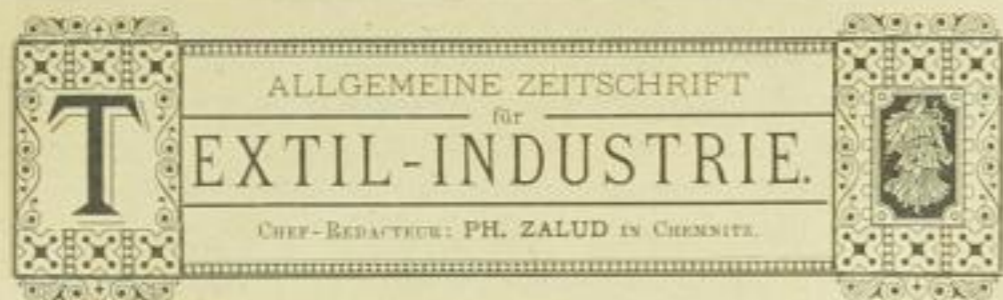 ALLGEMEINE ZEITSCHRIFT
für
TEXTIL-INDUSTRIE.
CHEF-REDACTEUR: PH. ZALUD IN CHEMNITZ.